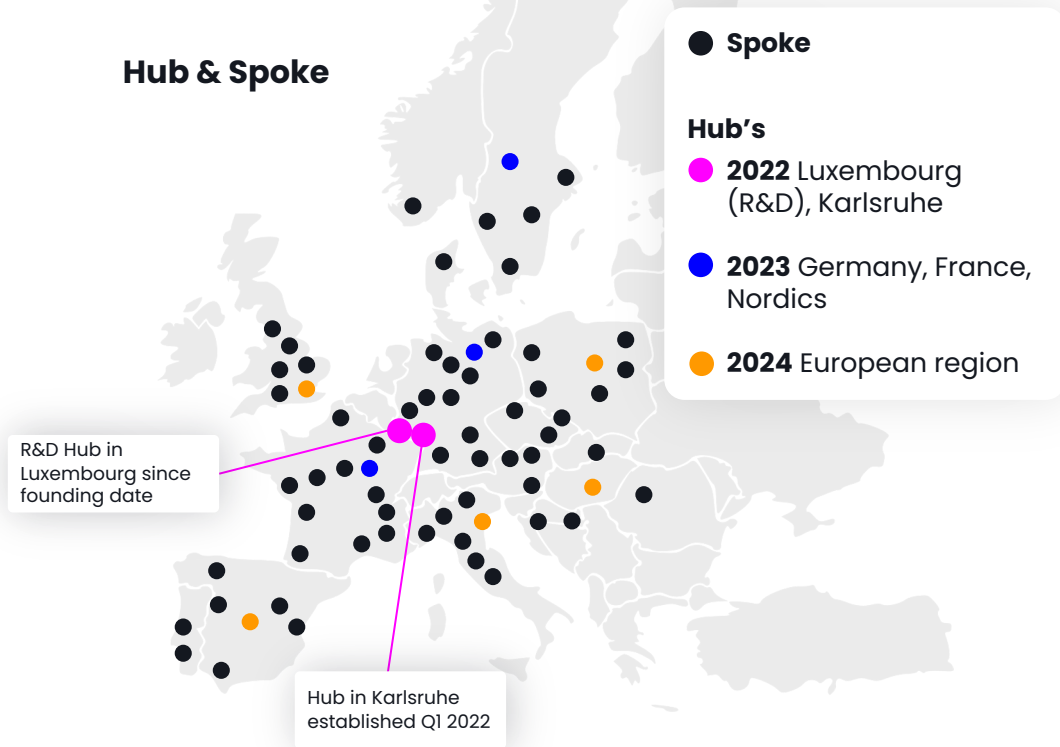 Hub & Spoke
Spoke
Hub's
2022 Luxembourg
(R&D), Karlsruhe
2023 Germany, France,
Nordics
2024 European region
R&D Hub in
Luxembourg since
founding date
Hub in Karlsruhe
established Q1 2022